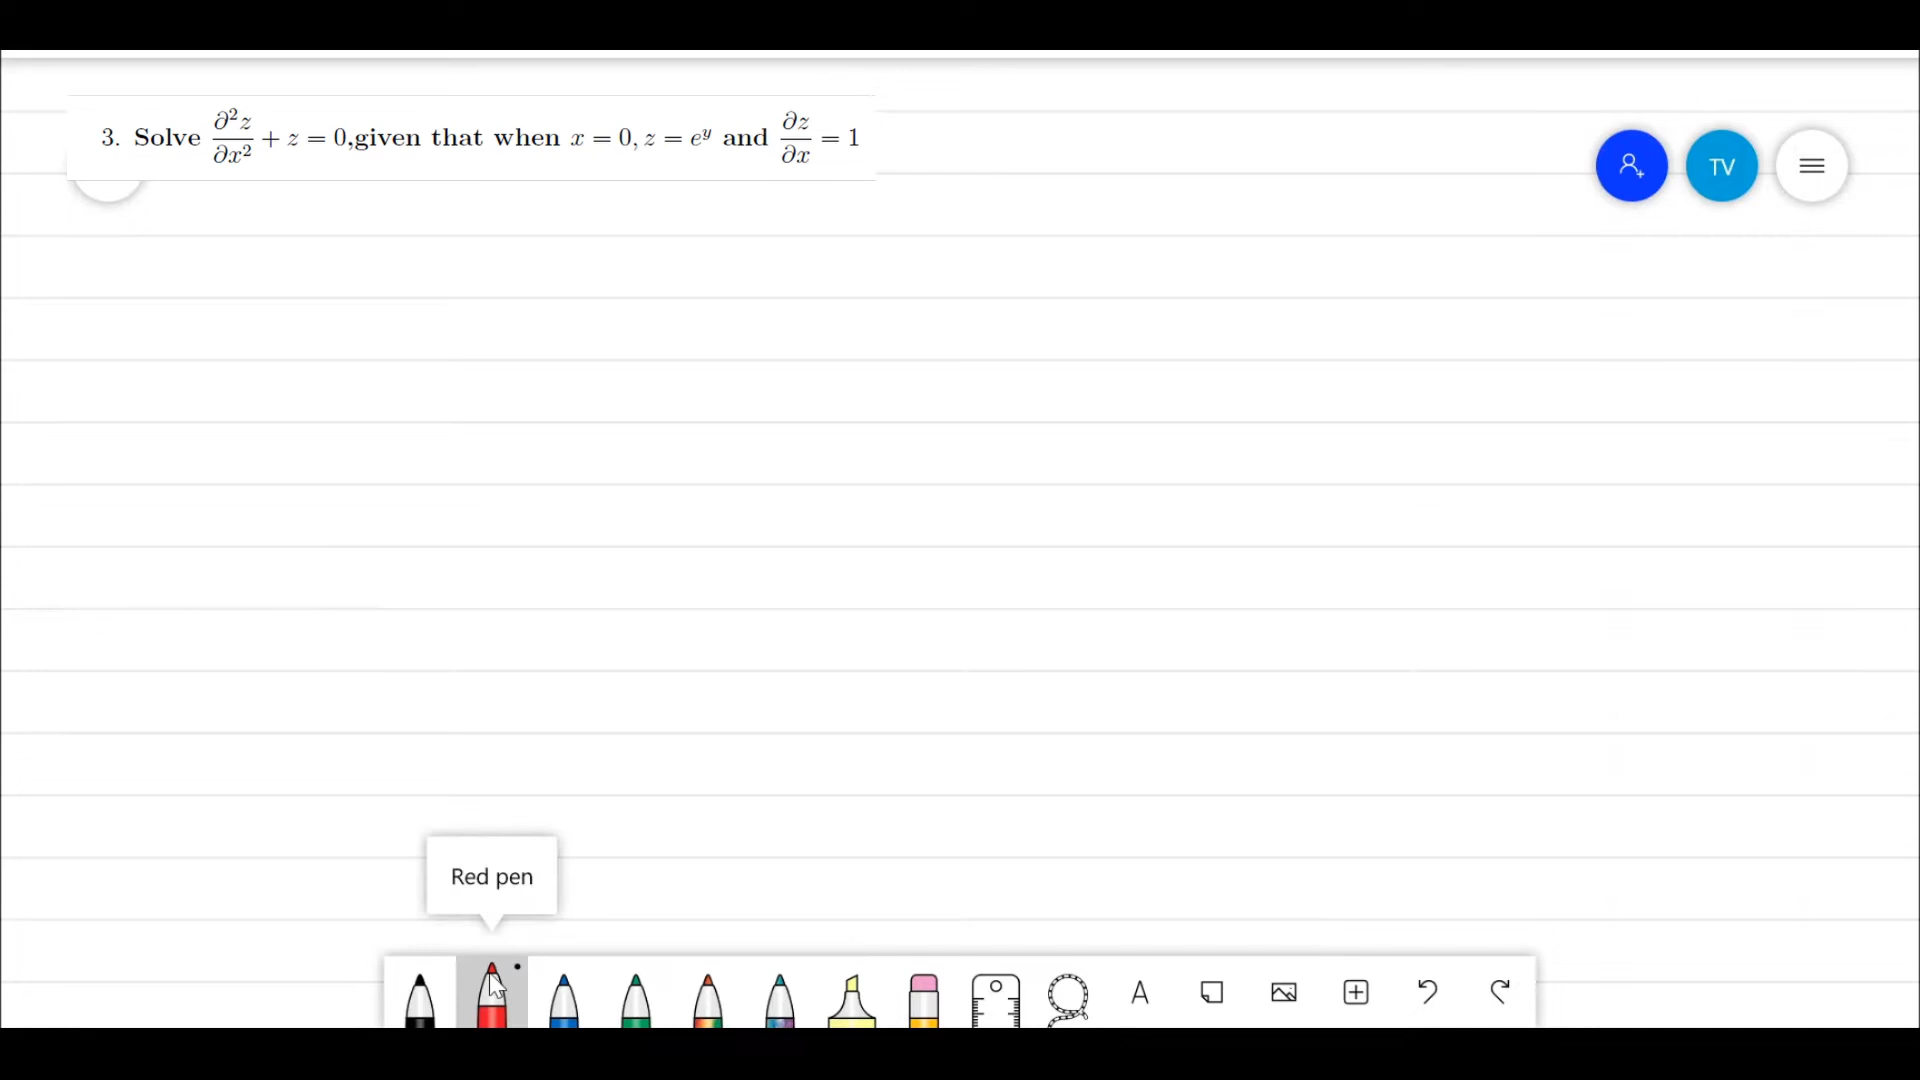 3. Solve ∂²z/∂x² + z = 0,given that when x = 0, z = e^y and ∂z/∂x = 1
TV
Red pen
A